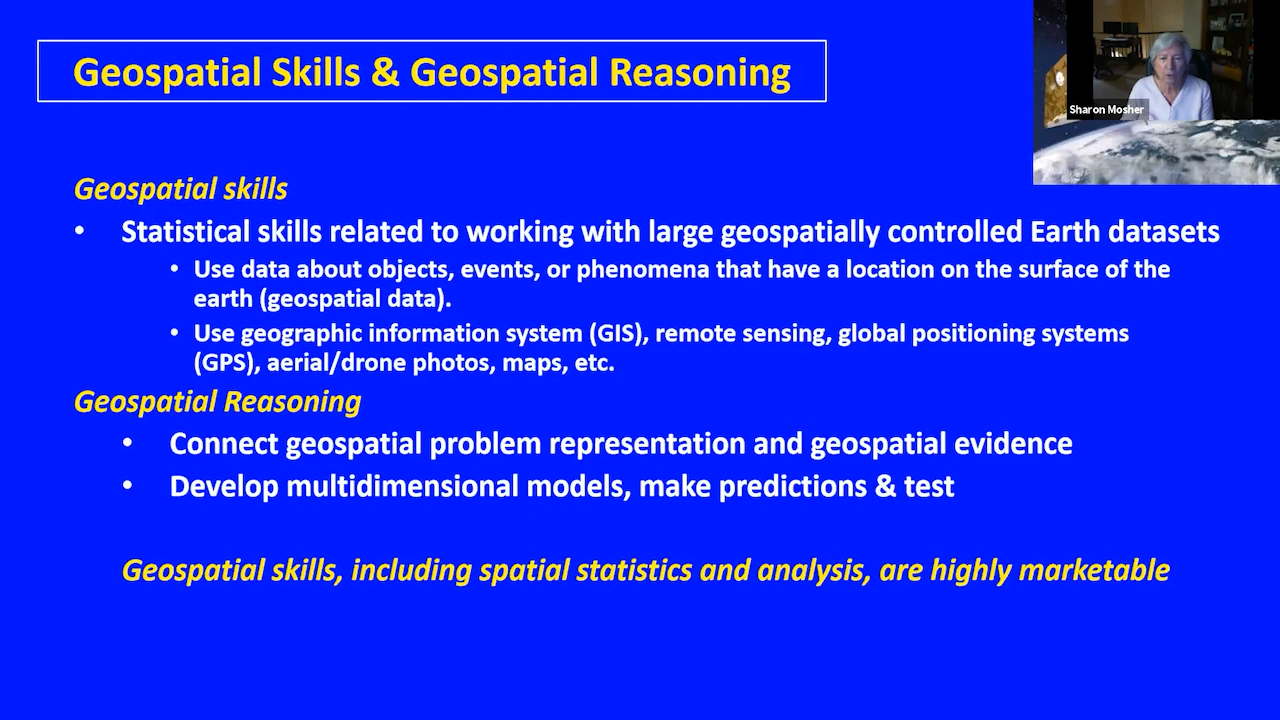 Geospatial Skills & Geospatial Reasoning
Sharon Mosher
Geospatial skills
• Statistical skills related to working with large geospatially controlled Earth datasets
• Use data about objects, events, or phenomena that have a location on the surface of the
earth (geospatial data).
• Use geographic information system (GIS), remote sensing, global positioning systems
(GPS), aerial/drone photos, maps, etc.
Geospatial Reasoning
• Connect geospatial problem representation and geospatial evidence
• Develop multidimensional models, make predictions & test
Geospatial skills, including spatial statistics and analysis, are highly marketable